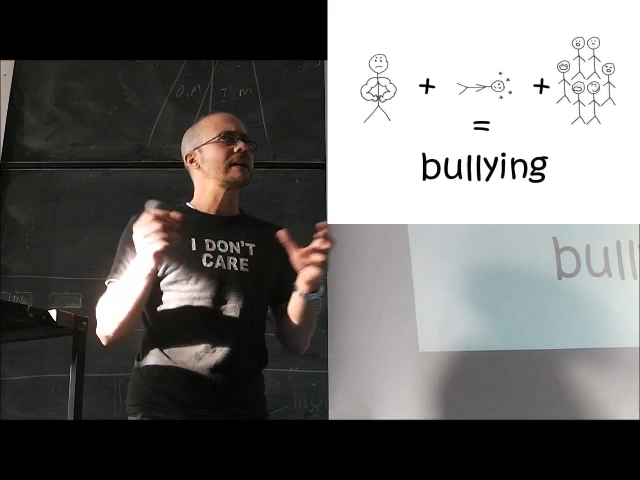 + +
=
bullying
I DON'T
CARE
bull